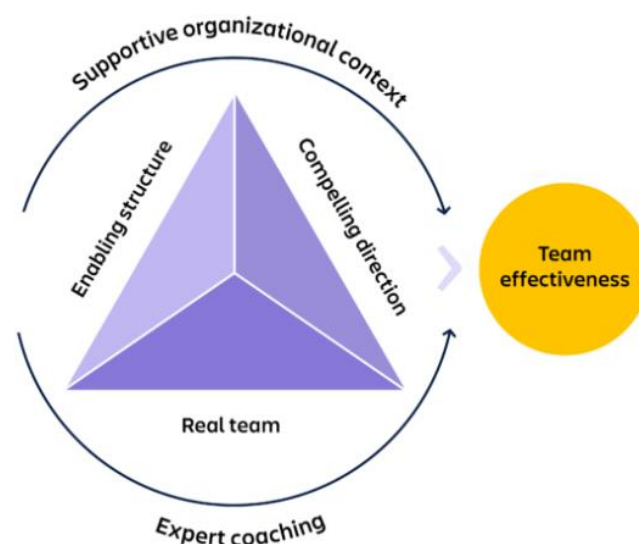 Supportive organizational context
Enabling structure
Compelling direction
Team
effectiveness
Real team
Expert coaching